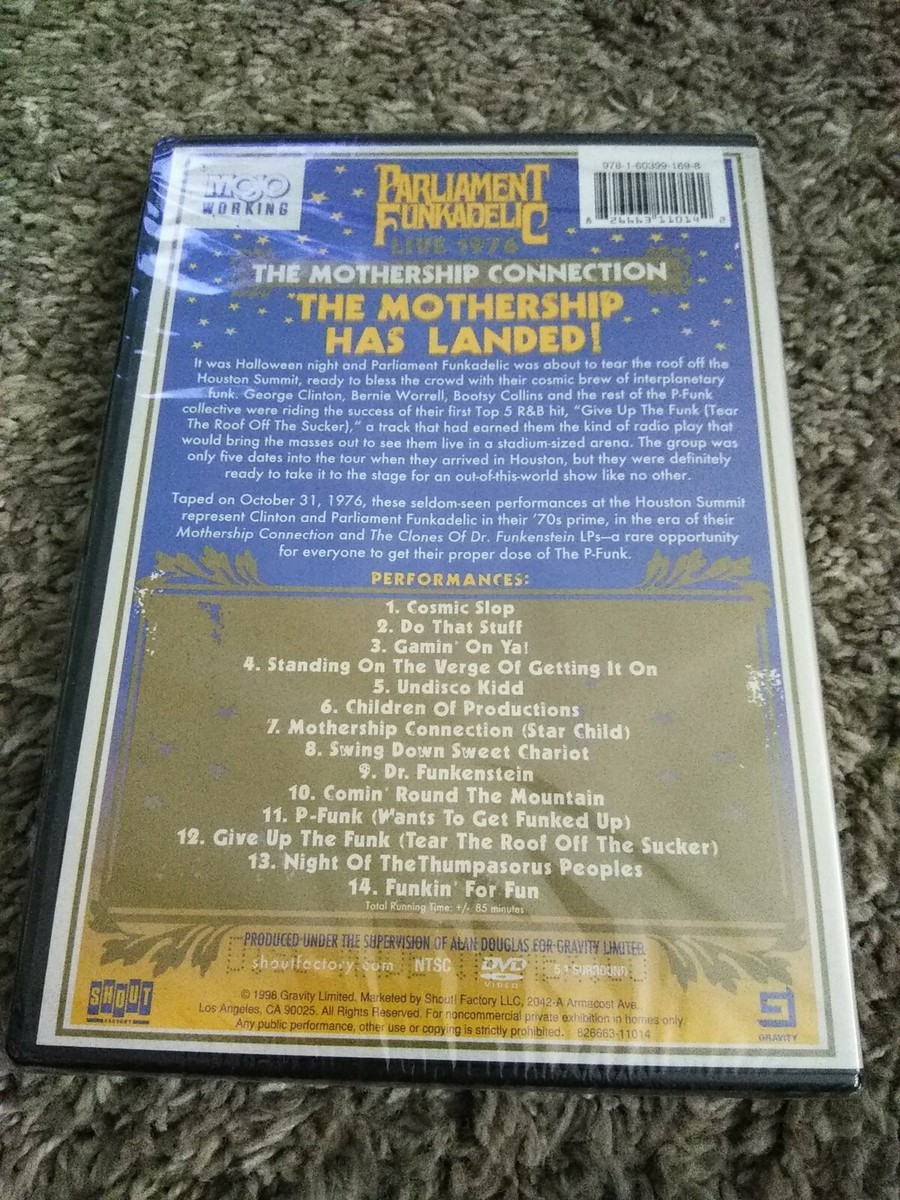 MOJO
WORKING
PARLIAMENT
FUNKADELIC
LIVE 1976
978-1-60399-169-8
8 26663 11014 2
THE MOTHERSHIP CONNECTION
THE MOTHERSHIP
HAS LANDED!
It was Halloween night and Parliament Funkadelic was about to tear the roof off the
Houston Summit, ready to bless the crowd with their cosmic brew of interplanetary
funk. George Clinton, Bernie Worrell, Bootsy Collins and the rest of the P-Funk
collective were riding the success of their first Top 5 R&B hit, “Give Up The Funk (Tear
The Roof Off The Sucker),” a track that had earned them the kind of radio play that
would bring the masses out to see them live in a stadium-sized arena. The group was
only five dates into the tour when they arrived in Houston, but they were definitely
ready to take it to the stage for an out-of-this-world show like no other.
Taped on October 31, 1976, these seldom-seen performances at the Houston Summit
represent Clinton and Parliament Funkadelic in their '70s prime, in the era of their
Mothership Connection and The Clones Of Dr. Funkenstein LPs—a rare opportunity
for everyone to get their proper dose of The P-Funk.
PERFORMANCES:
1. Cosmic Slop
2. Do That Stuff
3. Gamin' On Ya!
4. Standing On The Verge Of Getting It On
5. Undisco Kidd
6. Children Of Productions
7. Mothership Connection (Star Child)
8. Swing Down Sweet Chariot
9. Dr. Funkenstein
10. Comin' Round The Mountain
11. P-Funk (Wants To Get Funked Up)
12. Give Up The Funk (Tear The Roof Off The Sucker)
13. Night Of TheThumpasorus Peoples
14. Funkin' For Fun
Total Running Time: +/- 85 minutes
PRODUCED UNDER THE SUPERVISION OF ALAN DOUGLAS FOR GRAVITY LIMITED
shoutfactory.com NTSC DVD VIDEO 5.1 SURROUND
SHOUT
FACTORY
© 1998 Gravity Limited. Marketed by Shout! Factory LLC, 2042-A Armacost Ave.
Los Angeles, CA 90025. All Rights Reserved. For noncommercial private exhibition in homes only.
Any public performance, other use or copying is strictly prohibited. 826663-11014
GRAVITY